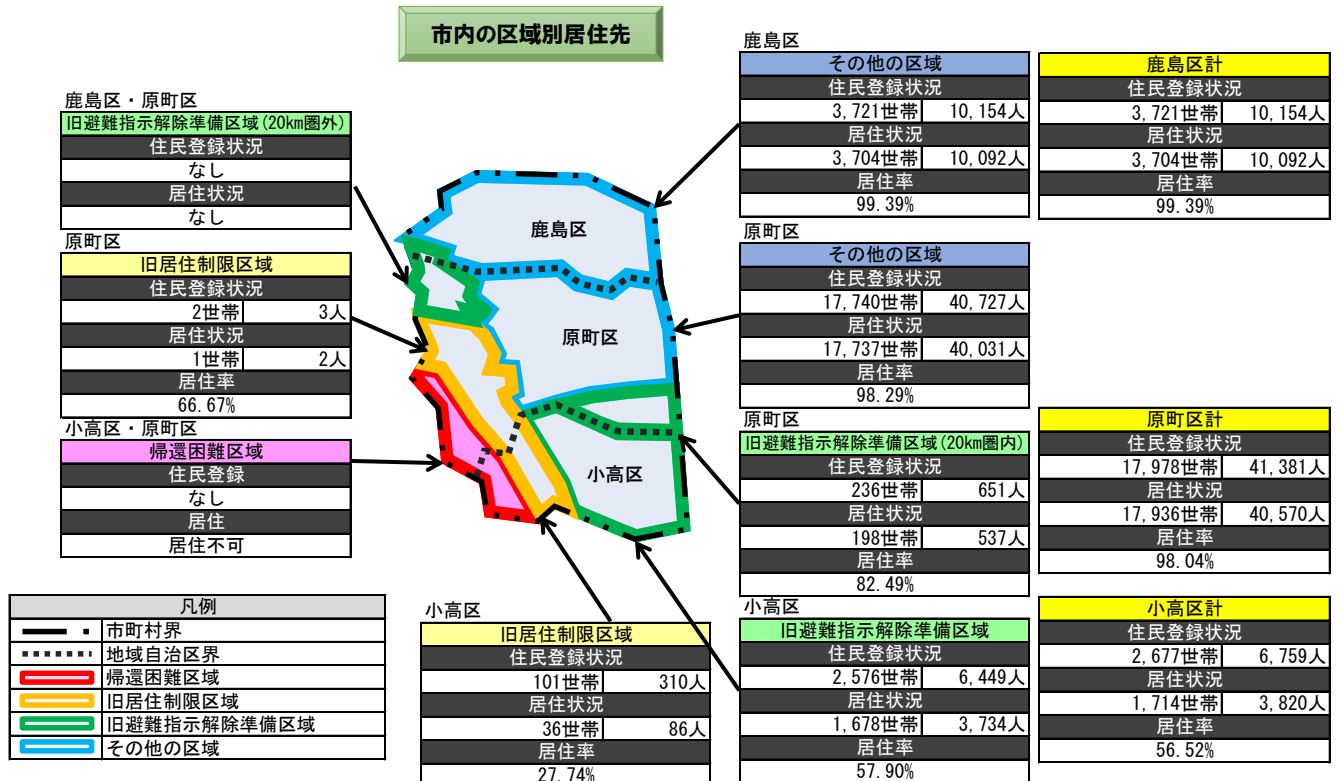 市内の区域別居住先
鹿島区・原町区
旧避難指示解除準備区域(20km圏外)
住民登録状況
なし
居住状況
なし
原町区
旧居住制限区域
住民登録状況
2世帯 3人
居住状況
1世帯 2人
居住率
66.67%
小高区・原町区
帰還困難区域
住民登録
なし
居住
居住不可
鹿島区
原町区
小高区
鹿島区
その他の区域
住民登録状況
3,721世帯 10,154人
居住状況
3,704世帯 10,092人
居住率
99.39%
鹿島区計
住民登録状況
3,721世帯 10,154人
居住状況
3,704世帯 10,092人
居住率
99.39%
原町区
その他の区域
住民登録状況
17,740世帯 40,727人
居住状況
17,737世帯 40,031人
居住率
98.29%
原町区
旧避難指示解除準備区域(20km圏内)
住民登録状況
236世帯 651人
居住状況
198世帯 537人
居住率
82.49%
原町区計
住民登録状況
17,978世帯 41,381人
居住状況
17,936世帯 40,570人
居住率
98.04%
凡例
市町村界
地域自治区界
帰還困難区域
旧居住制限区域
旧避難指示解除準備区域
その他の区域
小高区
旧居住制限区域
住民登録状況
101世帯 310人
居住状況
36世帯 86人
居住率
27.74%
小高区
旧避難指示解除準備区域
住民登録状況
2,576世帯 6,449人
居住状況
1,678世帯 3,734人
居住率
57.90%
小高区計
住民登録状況
2,677世帯 6,759人
居住状況
1,714世帯 3,820人
居住率
56.52%